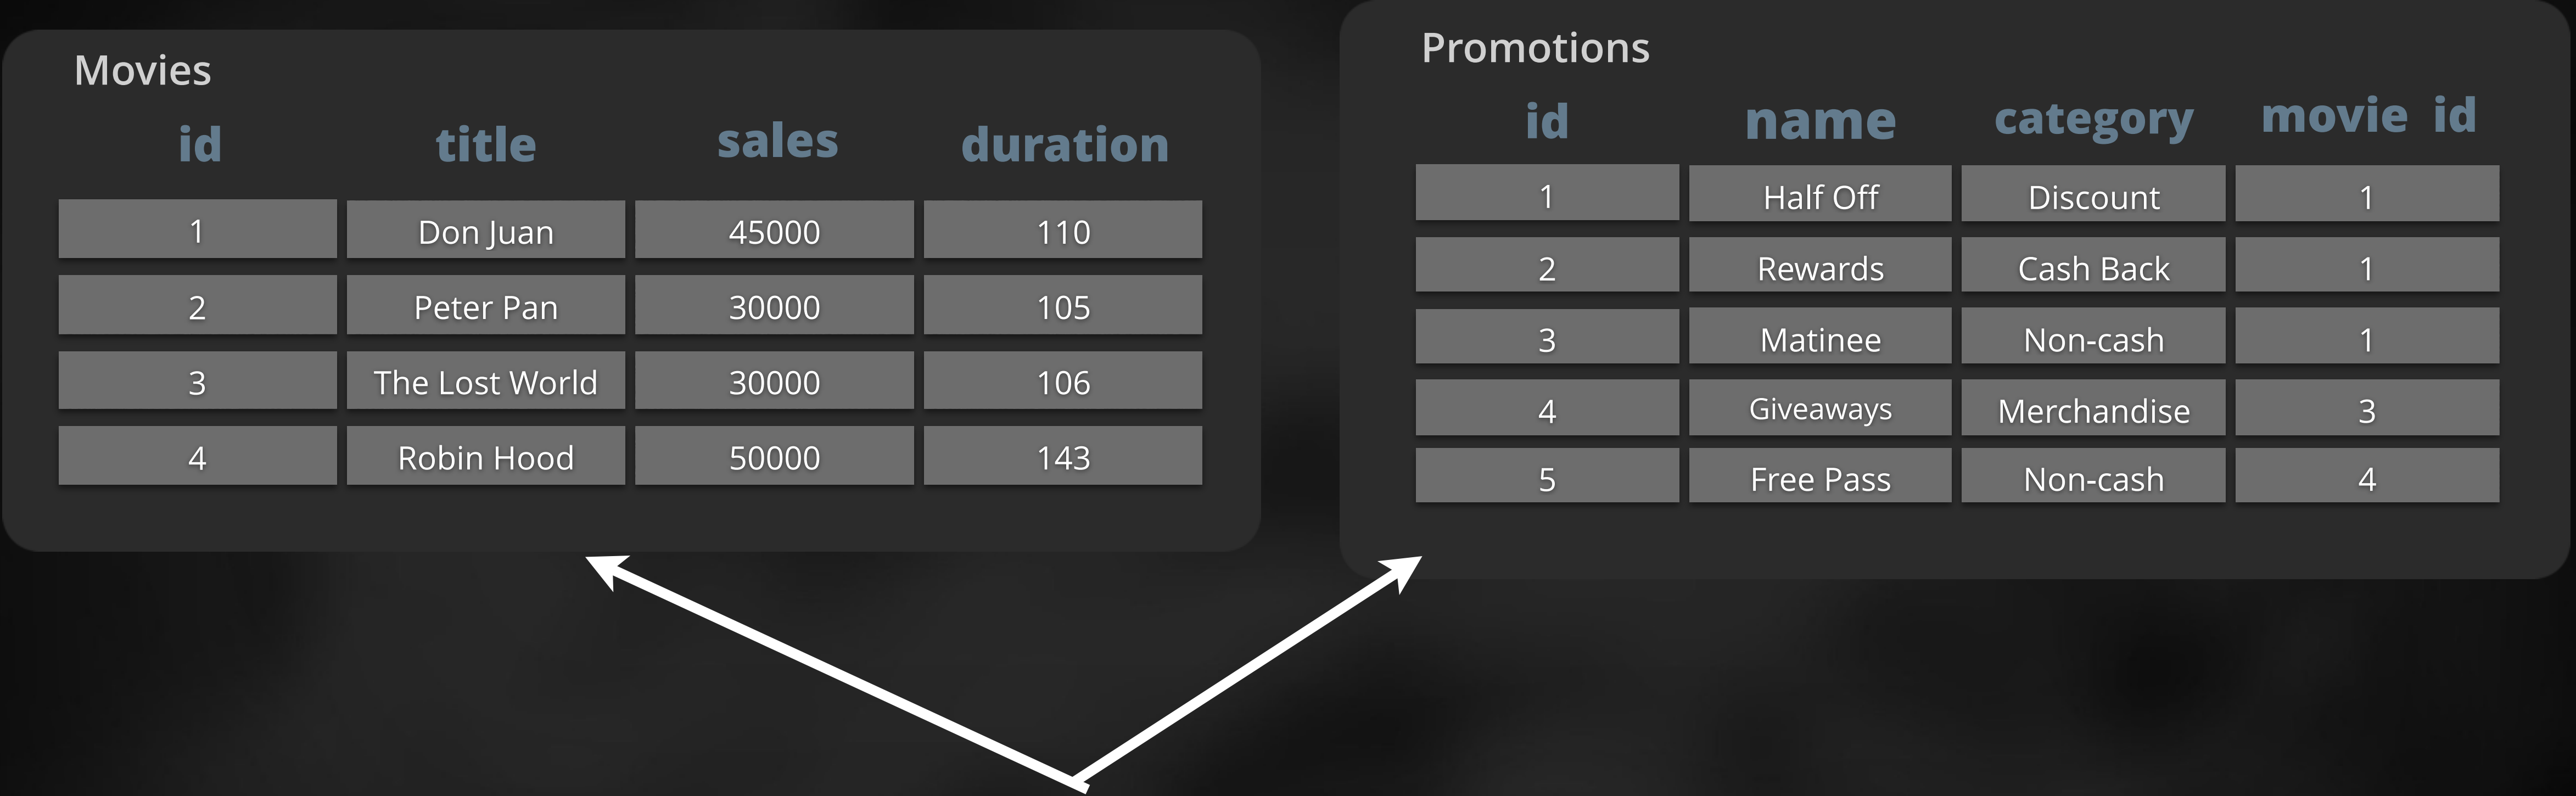 Movies
id title sales duration
1 Don Juan 45000 110
2 Peter Pan 30000 105
3 The Lost World 30000 106
4 Robin Hood 50000 143
Promotions
id name category movie id
1 Half Off Discount 1
2 Rewards Cash Back 1
3 Matinee Non-cash 1
4 Giveaways Merchandise 3
5 Free Pass Non-cash 4